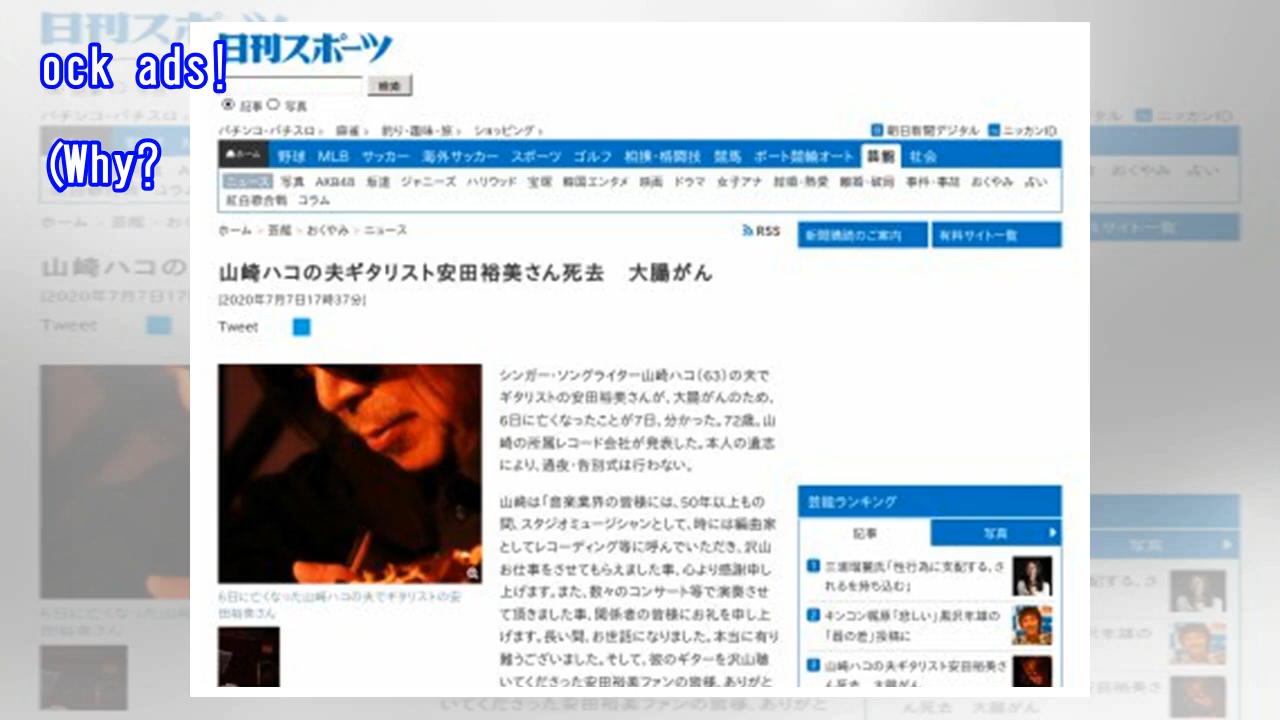 ock ads!
(Why?
日刊スポーツ
検索
記事 写真
パチンコ・パチスロ 麻雀 釣り・趣味・旅 ショッピング
朝日新聞デジタル ニッカンID
ホーム 野球 MLB サッカー 海外サッカー スポーツ ゴルフ 相撲・格闘技 競馬 ボート競輪オート 芸能 社会
ニュース 写真 AKB48 坂道 ジャニーズ ハリウッド 宝塚 韓国エンタメ 映画 ドラマ 女子アナ 結婚・熱愛 離婚・破局 事件・事故 おくやみ 占い
紅白歌合戦 コラム
ホーム > 芸能 > おくやみ > ニュース
RSS
新聞購読のご案内 有料サイト一覧
山崎ハコの夫ギタリスト安田裕美さん死去 大腸がん
[2020年7月7日17時37分]
Tweet
シンガー・ソングライター山崎ハコ(63)の夫で
ギタリストの安田裕美さんが、大腸がんのため、
6日に亡くなったことが7日、分かった。72歳。山
崎の所属レコード会社が発表した。本人の遺志
により、通夜・告別式は行わない。
山崎は「音楽業界の皆様には、50年以上もの
間、スタジオミュージシャンとして、時には編曲家
としてレコーディング等に呼んでいただき、沢山
お仕事をさせてもらえました事、心より感謝申し
上げます。また、数々のコンサート等で演奏させ
て頂きました事、関係者の皆様にお礼を申し上
げます。長い間、お世話になりました。本当に有り
難うございました。そして、彼のギターを沢山聴
いてくださった安田裕美ファンの皆様、ありがと
6日に亡くなった山崎ハコの夫でギタリストの安
田裕美さん
芸能ランキング
記事 写真
1 三浦瑠麗氏「性行為に支配する、さ
れるを持ち込む」
2 キンコン梶原「悲しい」黒沢年雄の
「器の差」投稿に
3 山崎ハコの夫ギタリスト安田裕美さ
ん死去 大腸がん